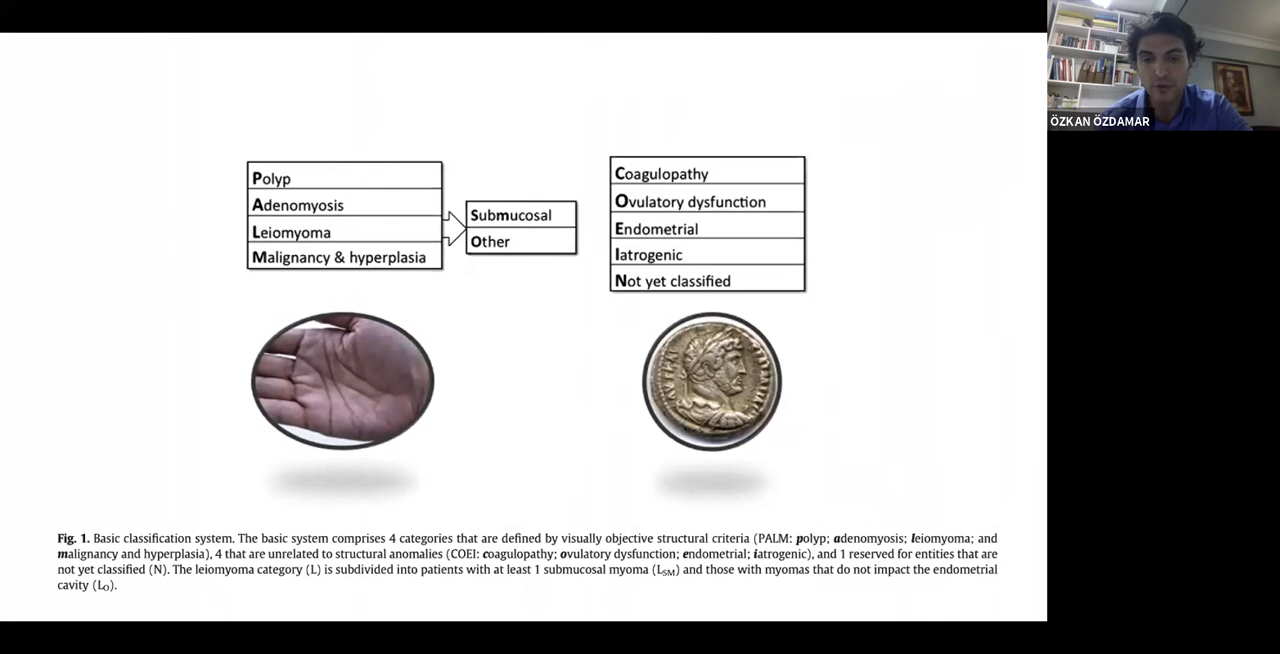 ÖZKAN ÖZDAMAR
Polyp
Adenomyosis
Leiomyoma
Malignancy & hyperplasia
Submucosal
Other
Coagulopathy
Ovulatory dysfunction
Endometrial
Iatrogenic
Not yet classified
Fig. 1. Basic classification system. The basic system comprises 4 categories that are defined by visually objective structural criteria (PALM: polyp; adenomyosis; leiomyoma; and
malignancy and hyperplasia), 4 that are unrelated to structural anomalies (COEI: coagulopathy; ovulatory dysfunction; endometrial; iatrogenic), and 1 reserved for entities that are
not yet classified (N). The leiomyoma category (L) is subdivided into patients with at least 1 submucosal myoma (LSM) and those with myomas that do not impact the endometrial
cavity (LO).